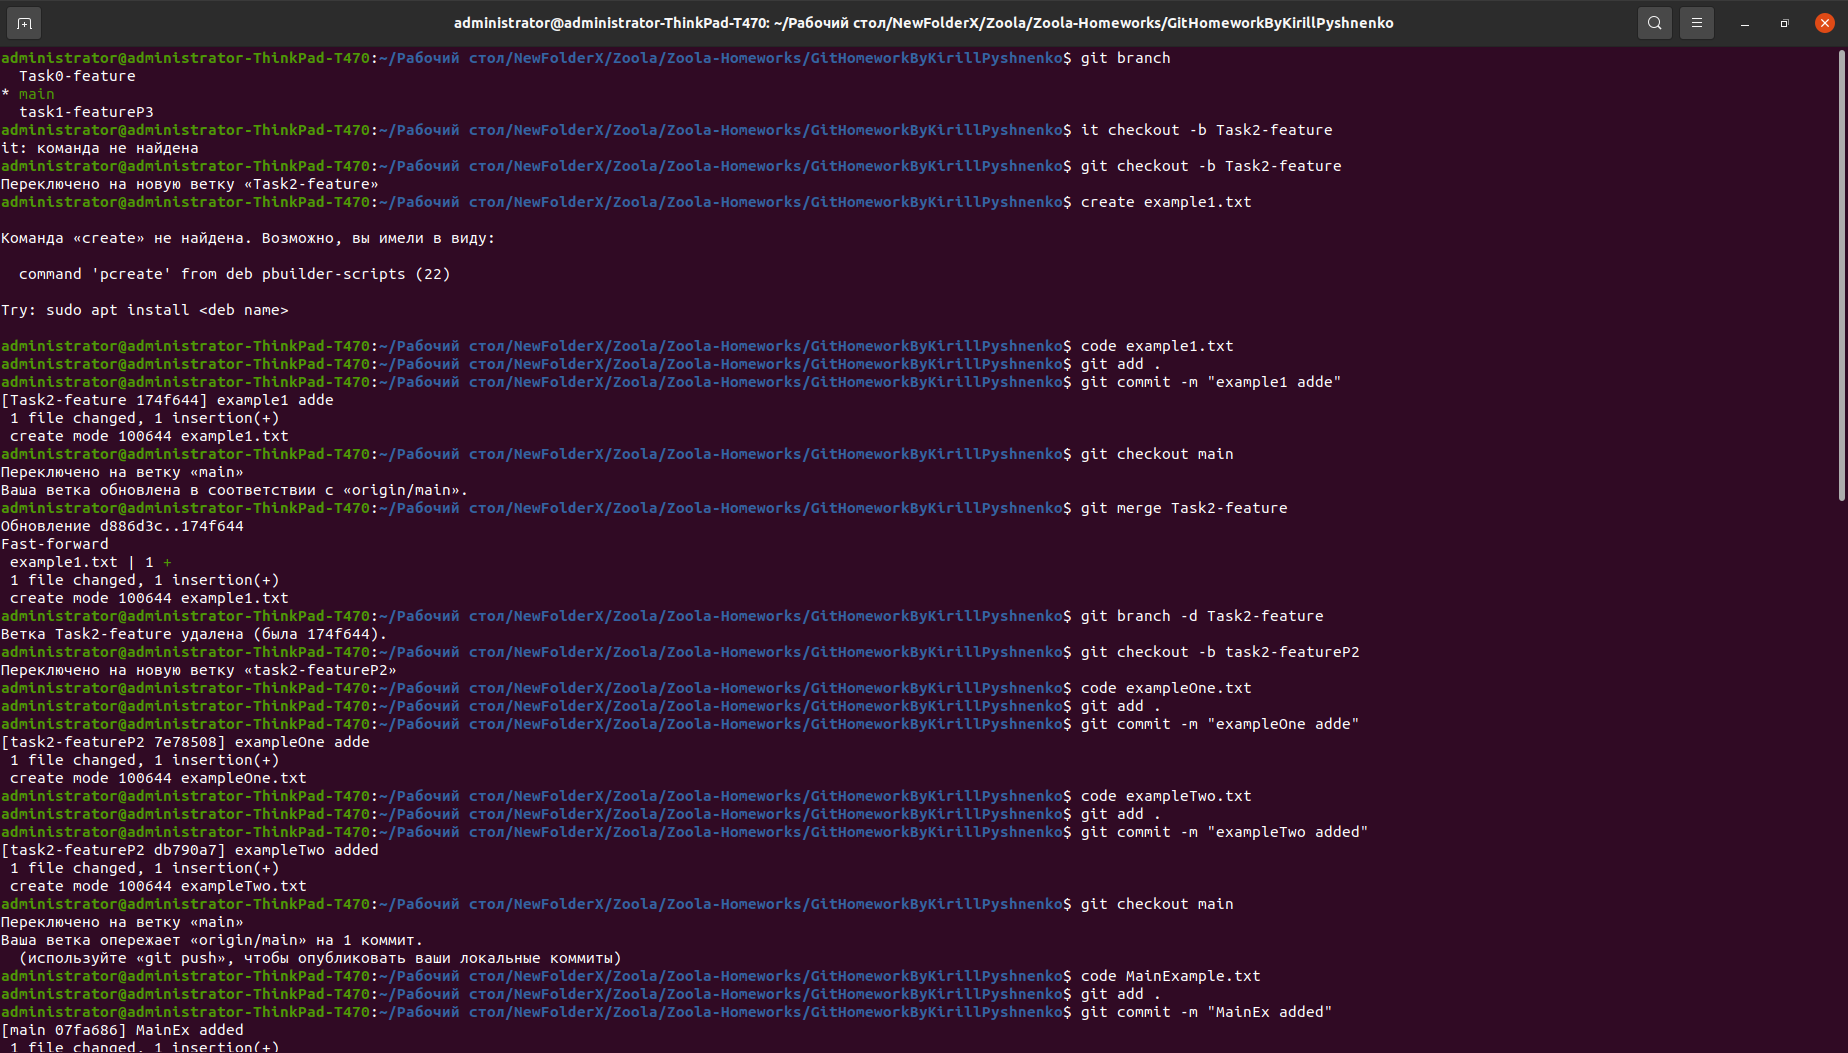 administrator@administrator-ThinkPad-T470: ~/Рабочий стол/NewFolderX/Zoola/Zoola-Homeworks/GitHomeworkByKirillPyshnenko
administrator@administrator-ThinkPad-T470:~/Рабочий стол/NewFolderX/Zoola/Zoola-Homeworks/GitHomeworkByKirillPyshnenko$ git branch
  Task0-feature
* main
  task1-featureP3
administrator@administrator-ThinkPad-T470:~/Рабочий стол/NewFolderX/Zoola/Zoola-Homeworks/GitHomeworkByKirillPyshnenko$ it checkout -b Task2-feature
it: команда не найдена
administrator@administrator-ThinkPad-T470:~/Рабочий стол/NewFolderX/Zoola/Zoola-Homeworks/GitHomeworkByKirillPyshnenko$ git checkout -b Task2-feature
Переключено на новую ветку «Task2-feature»
administrator@administrator-ThinkPad-T470:~/Рабочий стол/NewFolderX/Zoola/Zoola-Homeworks/GitHomeworkByKirillPyshnenko$ create example1.txt
Команда «create» не найдена. Возможно, вы имели в виду:
  command 'pcreate' from deb pbuilder-scripts (22)
Try: sudo apt install <deb name>
administrator@administrator-ThinkPad-T470:~/Рабочий стол/NewFolderX/Zoola/Zoola-Homeworks/GitHomeworkByKirillPyshnenko$ code example1.txt
administrator@administrator-ThinkPad-T470:~/Рабочий стол/NewFolderX/Zoola/Zoola-Homeworks/GitHomeworkByKirillPyshnenko$ git add .
administrator@administrator-ThinkPad-T470:~/Рабочий стол/NewFolderX/Zoola/Zoola-Homeworks/GitHomeworkByKirillPyshnenko$ git commit -m "example1 adde"
[Task2-feature 174f644] example1 adde
 1 file changed, 1 insertion(+)
 create mode 100644 example1.txt
administrator@administrator-ThinkPad-T470:~/Рабочий стол/NewFolderX/Zoola/Zoola-Homeworks/GitHomeworkByKirillPyshnenko$ git checkout main
Переключено на ветку «main»
Ваша ветка обновлена в соответствии с «origin/main».
administrator@administrator-ThinkPad-T470:~/Рабочий стол/NewFolderX/Zoola/Zoola-Homeworks/GitHomeworkByKirillPyshnenko$ git merge Task2-feature
Обновление d886d3c..174f644
Fast-forward
 example1.txt | 1 +
 1 file changed, 1 insertion(+)
 create mode 100644 example1.txt
administrator@administrator-ThinkPad-T470:~/Рабочий стол/NewFolderX/Zoola/Zoola-Homeworks/GitHomeworkByKirillPyshnenko$ git branch -d Task2-feature
Ветка Task2-feature удалена (была 174f644).
administrator@administrator-ThinkPad-T470:~/Рабочий стол/NewFolderX/Zoola/Zoola-Homeworks/GitHomeworkByKirillPyshnenko$ git checkout -b task2-featureP2
Переключено на новую ветку «task2-featureP2»
administrator@administrator-ThinkPad-T470:~/Рабочий стол/NewFolderX/Zoola/Zoola-Homeworks/GitHomeworkByKirillPyshnenko$ code exampleOne.txt
administrator@administrator-ThinkPad-T470:~/Рабочий стол/NewFolderX/Zoola/Zoola-Homeworks/GitHomeworkByKirillPyshnenko$ git add .
administrator@administrator-ThinkPad-T470:~/Рабочий стол/NewFolderX/Zoola/Zoola-Homeworks/GitHomeworkByKirillPyshnenko$ git commit -m "exampleOne adde"
[task2-featureP2 7e78508] exampleOne adde
 1 file changed, 1 insertion(+)
 create mode 100644 exampleOne.txt
administrator@administrator-ThinkPad-T470:~/Рабочий стол/NewFolderX/Zoola/Zoola-Homeworks/GitHomeworkByKirillPyshnenko$ code exampleTwo.txt
administrator@administrator-ThinkPad-T470:~/Рабочий стол/NewFolderX/Zoola/Zoola-Homeworks/GitHomeworkByKirillPyshnenko$ git add .
administrator@administrator-ThinkPad-T470:~/Рабочий стол/NewFolderX/Zoola/Zoola-Homeworks/GitHomeworkByKirillPyshnenko$ git commit -m "exampleTwo added"
[task2-featureP2 db790a7] exampleTwo added
 1 file changed, 1 insertion(+)
 create mode 100644 exampleTwo.txt
administrator@administrator-ThinkPad-T470:~/Рабочий стол/NewFolderX/Zoola/Zoola-Homeworks/GitHomeworkByKirillPyshnenko$ git checkout main
Переключено на ветку «main»
Ваша ветка опережает «origin/main» на 1 коммит.
  (используйте «git push», чтобы опубликовать ваши локальные коммиты)
administrator@administrator-ThinkPad-T470:~/Рабочий стол/NewFolderX/Zoola/Zoola-Homeworks/GitHomeworkByKirillPyshnenko$ code MainExample.txt
administrator@administrator-ThinkPad-T470:~/Рабочий стол/NewFolderX/Zoola/Zoola-Homeworks/GitHomeworkByKirillPyshnenko$ git add .
administrator@administrator-ThinkPad-T470:~/Рабочий стол/NewFolderX/Zoola/Zoola-Homeworks/GitHomeworkByKirillPyshnenko$ git commit -m "MainEx added"
[main 07fa686] MainEx added
 1 file changed, 1 insertion(+)